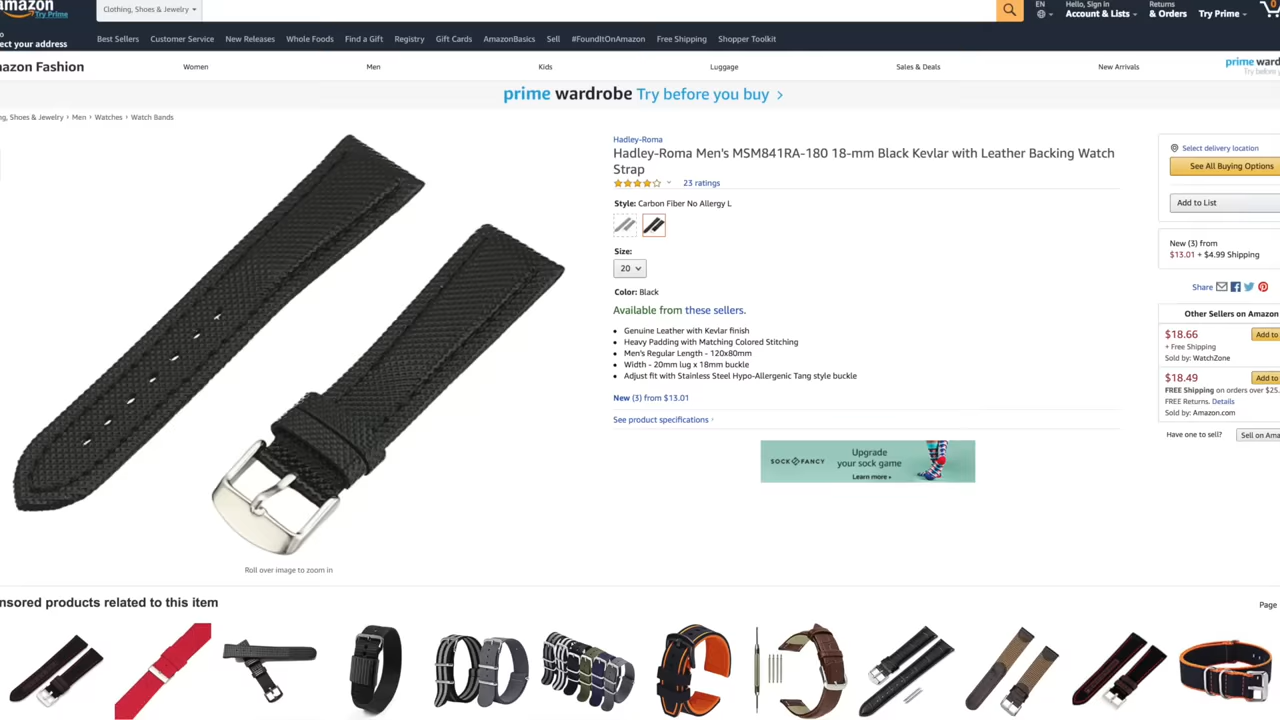 amazon
Try Prime
Clothing, Shoes & Jewelry
EN
Hello, Sign in
Account & Lists
Returns
& Orders
Try Prime
0
ect your address
Best Sellers
Customer Service
New Releases
Whole Foods
Find a Gift
Registry
Gift Cards
AmazonBasics
Sell
#FoundItOnAmazon
Free Shipping
Shopper Toolkit
azon Fashion
Women
Men
Kids
Luggage
Sales & Deals
New Arrivals
prime ward
Try before y
prime wardrobe Try before you buy >
ng, Shoes & Jewelry › Men › Watches › Watch Bands
Hadley-Roma
Hadley-Roma Men's MSM841RA-180 18-mm Black Kevlar with Leather Backing Watch
Strap
23 ratings
Style: Carbon Fiber No Allergy L
Size:
20
Color: Black
Available from these sellers.
• Genuine Leather with Kevlar finish
• Heavy Padding with Matching Colored Stitching
• Men's Regular Length - 120x80mm
• Width - 20mm lug x 18mm buckle
• Adjust fit with Stainless Steel Hypo-Allergenic Tang style buckle
New (3) from $13.01
See product specifications ›
SOCK FANCY
Upgrade
your sock game
Learn more ▸
Roll over image to zoom in
Select delivery location
See All Buying Options
Add to List
New (3) from
$13.01 + $4.99 Shipping
Share
Other Sellers on Amazon
$18.66
Add to
+ Free Shipping
Sold by: WatchZone
$18.49
Add to
FREE Shipping on orders over $25.
FREE Returns. Details
Sold by: Amazon.com
Have one to sell?
Sell on Ama
nsored products related to this item
Page